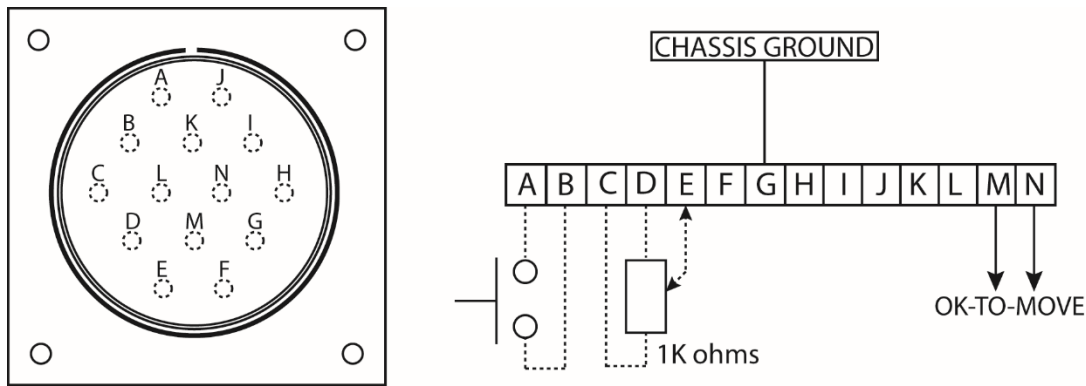 A J
B K I
C L N H
D M G
E F
CHASSIS GROUND
A B C D E F G H I J K L M N
OK-TO-MOVE
1K ohms